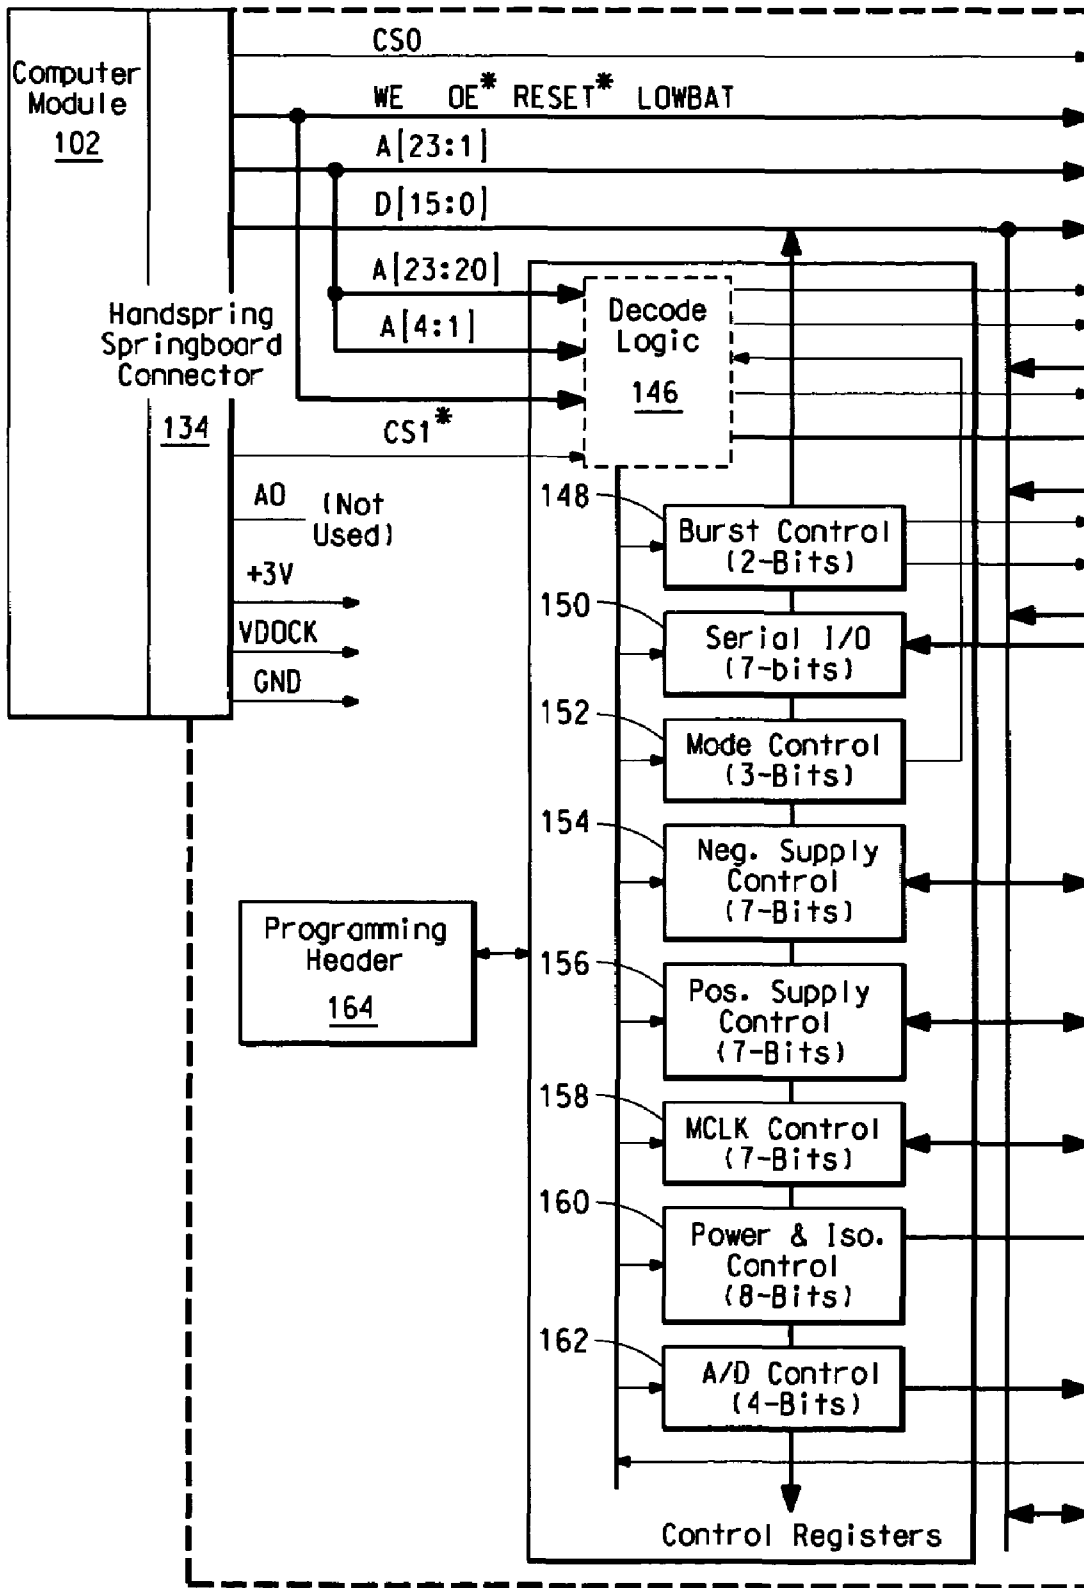 CS0
Computer
Module
102
WE OE* RESET* LOWBAT
A[23:1]
D[15:0]
A[23:20]
A[4:1]
Decode
Logic
146
Handspring
Springboard
Connector
134
CS1*
A0 (Not
Used)
+3V
VDOCK
GND
148
Burst Control
(2-Bits)
150
Serial I/O
(7-bits)
152
Mode Control
(3-Bits)
154
Neg. Supply
Control
(7-Bits)
Programming
Header
164
156
Pos. Supply
Control
(7-Bits)
158
MCLK Control
(7-Bits)
160
Power & Iso.
Control
(8-Bits)
162
A/D Control
(4-Bits)
Control Registers